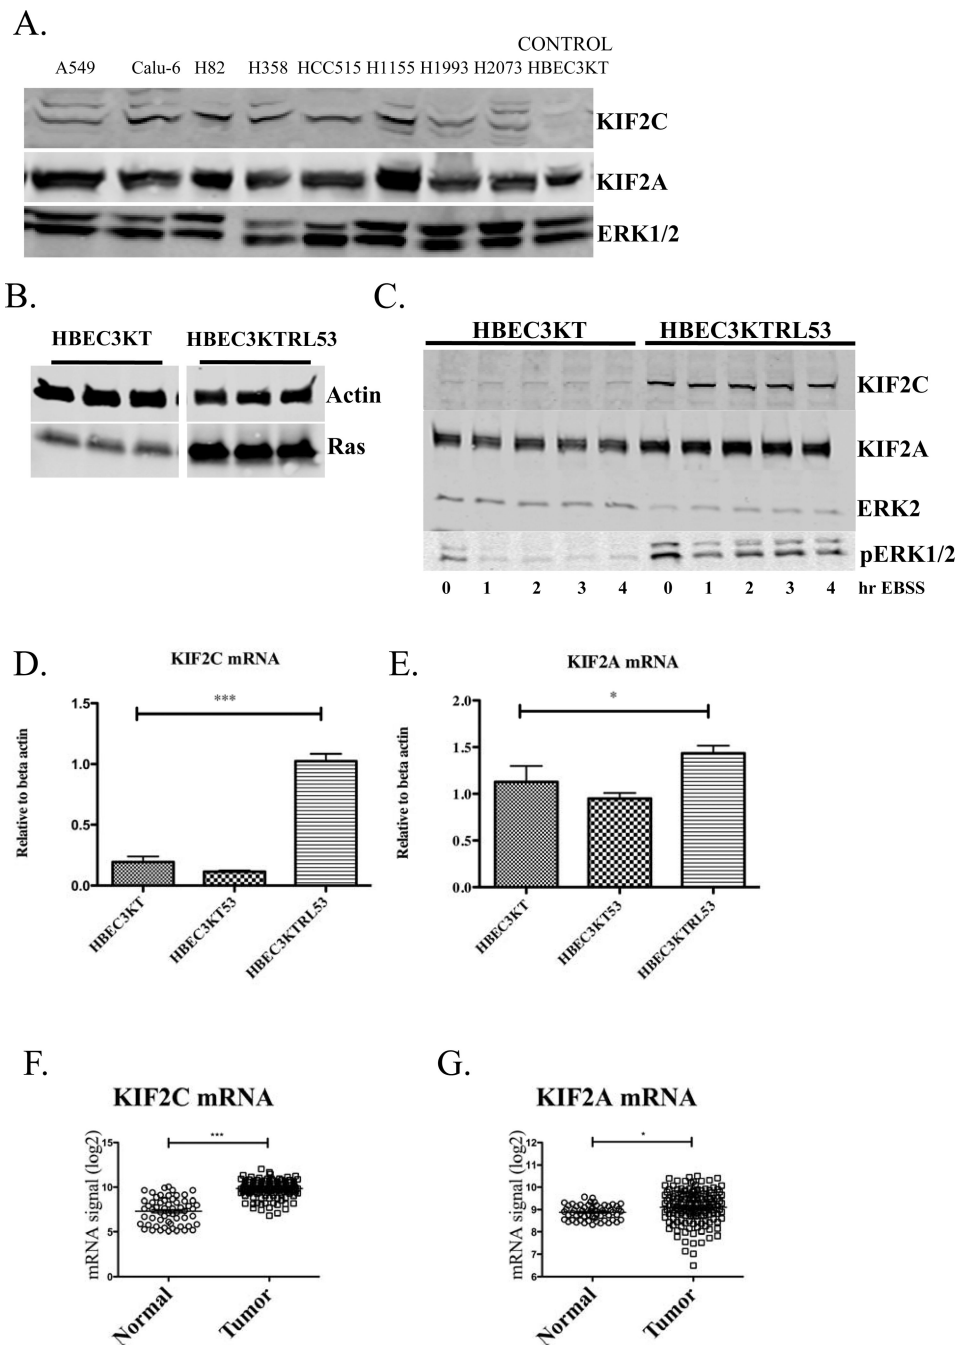 A.
CONTROL
A549 Calu-6 H82 H358 HCC515 H1155 H1993 H2073 HBEC3KT
KIF2C
KIF2A
ERK1/2
B.
HBEC3KT HBEC3KTRL53
Actin
Ras
C.
HBEC3KT HBEC3KTRL53
KIF2C
KIF2A
ERK2
pERK1/2
0 1 2 3 4 0 1 2 3 4 hr EBSS
D.
KIF2C mRNA
***
Relative to beta actin
1.5
1.0
0.5
0.0
HBEC3KT
HBEC3KT53
HBEC3KTRL53
E.
KIF2A mRNA
*
Relative to beta actin
2.0
1.5
1.0
0.5
0.0
HBEC3KT
HBEC3KT53
HBEC3KTRL53
F.
KIF2C mRNA
***
mRNA signal (log2)
15
10
5
0
Normal
Tumor
G.
KIF2A mRNA
*
mRNA signal (log2)
12
11
10
9
8
7
6
Normal
Tumor